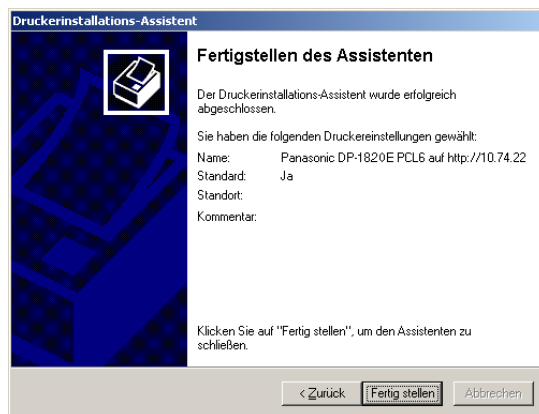 Druckerinstallations-Assistent
Fertigstellen des Assistenten
Der Druckerinstallations-Assistent wurde erfolgreich
abgeschlossen.
Sie haben die folgenden Druckereinstellungen gewählt:
Name: Panasonic DP-1820E PCL6 auf http://10.74.22
Standard: Ja
Standort:
Kommentar:
Klicken Sie auf "Fertig stellen", um den Assistenten zu
schließen.
< Zurück Fertig stellen Abbrechen